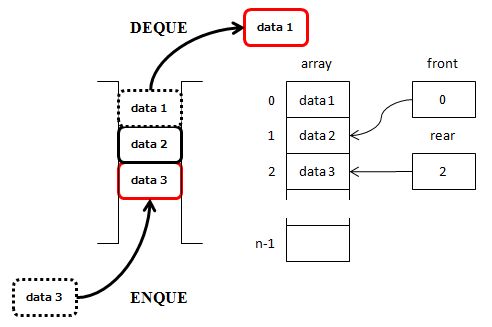 DEQUE
data 1
data 1
data 2
data 3
data 3
ENQUE
array
front
0
data1
0
1
data2
rear
2
data3
2
n-1